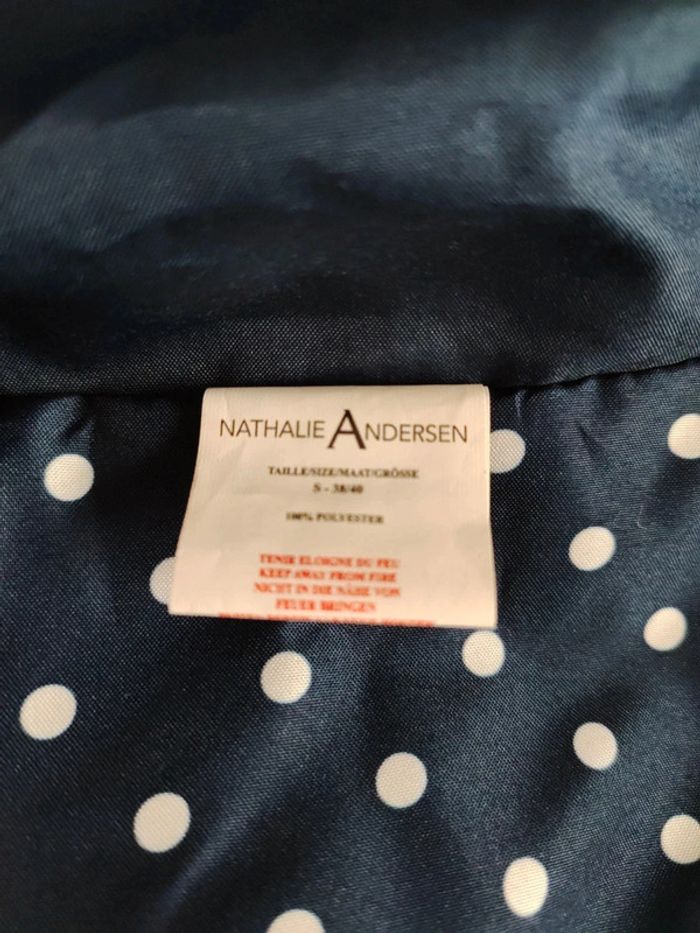 NATHALIE ANDERSEN
TAILLE/SIZE/MAAT/GRÖSSE
S - 38/40
100% POLYESTER
TENIR ELOIGNE DU FEU
KEEP AWAY FROM FIRE
NICHT IN DIE NÄHE VON
FEUER BRINGEN